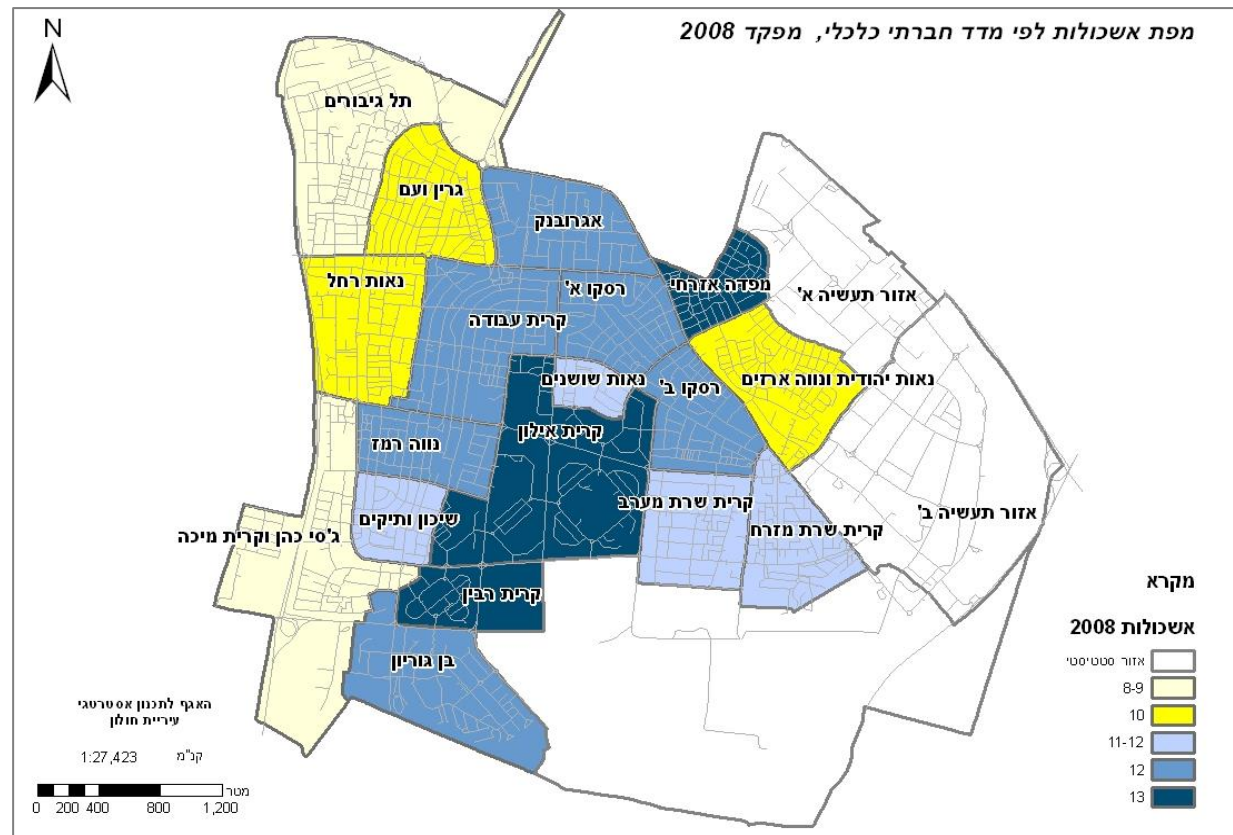 מפת אשכולות לפי מדד חברתי כלכלי, מפקד 2008
N
תל גיבורים
גרין ועם
אגרובנק
נאות רחל
רסקו א'
מפדה אזרחי
אזור תעשיה א'
קרית עבודה
נאות שושנים
רסקו ב'
נאות יהודית ונווה ארזים
קרית אילון
נווה רמז
קרית שרת מערב
שיכון ותיקים
קרית שרת מזרח
אזור תעשיה ב'
ג'סי כהן וקרית מיכה
קרית רבין
בן גוריון
מקרא
אשכולות 2008
אזור סטטיסטי
8-9
10
11-12
12
13
האגף לתכנון אסטרטגי
עיריית חולון
קנ"מ 1:27,423
מטר
0 200 400 800 1,200